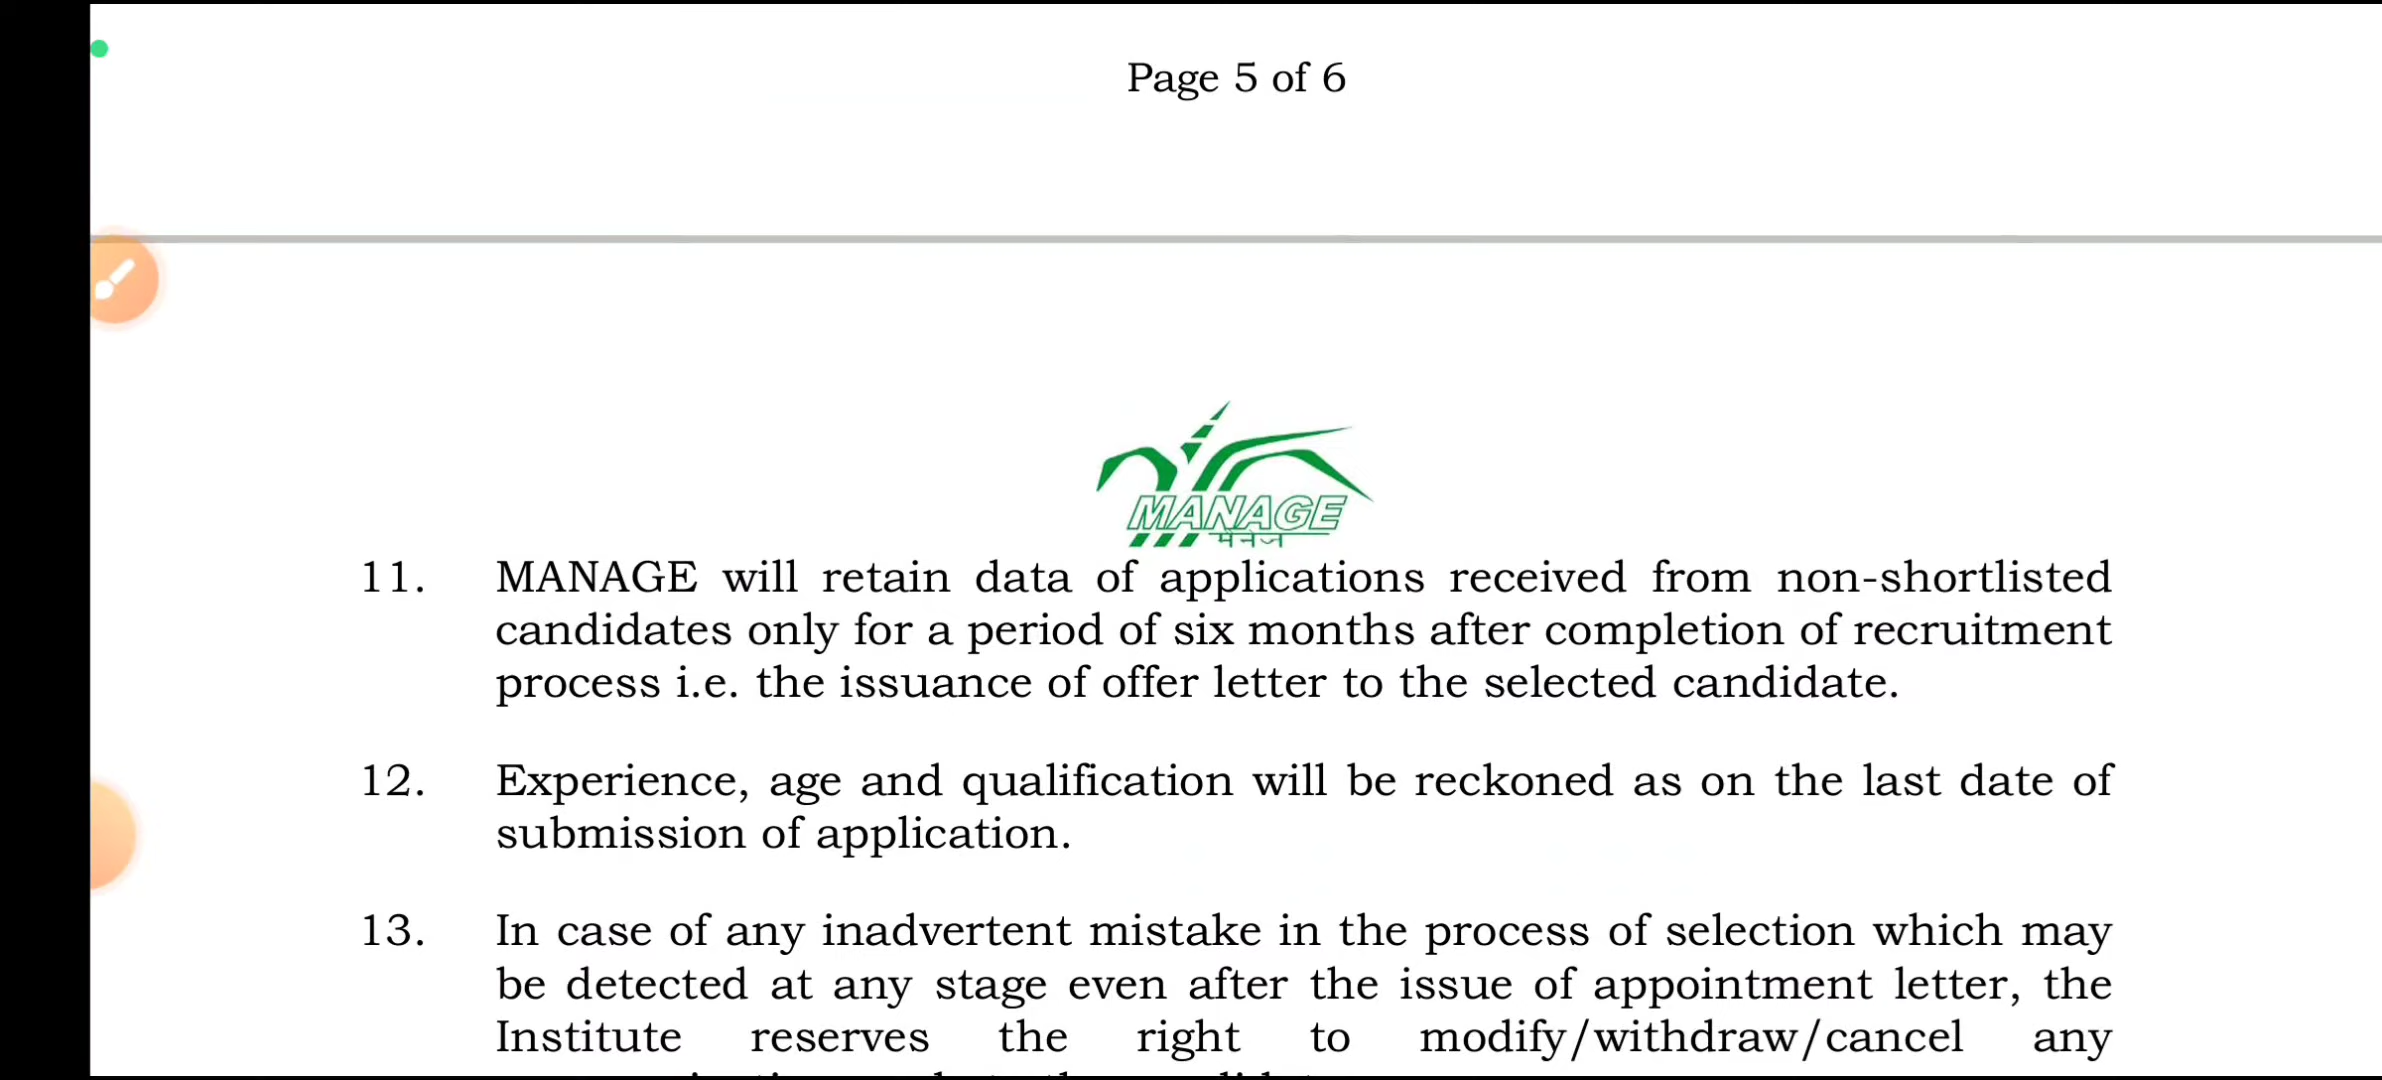 Page 5 of 6
MANAGE
मैनेज
11. MANAGE will retain data of applications received from non-shortlisted
candidates only for a period of six months after completion of recruitment
process i.e. the issuance of offer letter to the selected candidate.
12. Experience, age and qualification will be reckoned as on the last date of
submission of application.
13. In case of any inadvertent mistake in the process of selection which may
be detected at any stage even after the issue of appointment letter, the
Institute reserves the right to modify/withdraw/cancel any